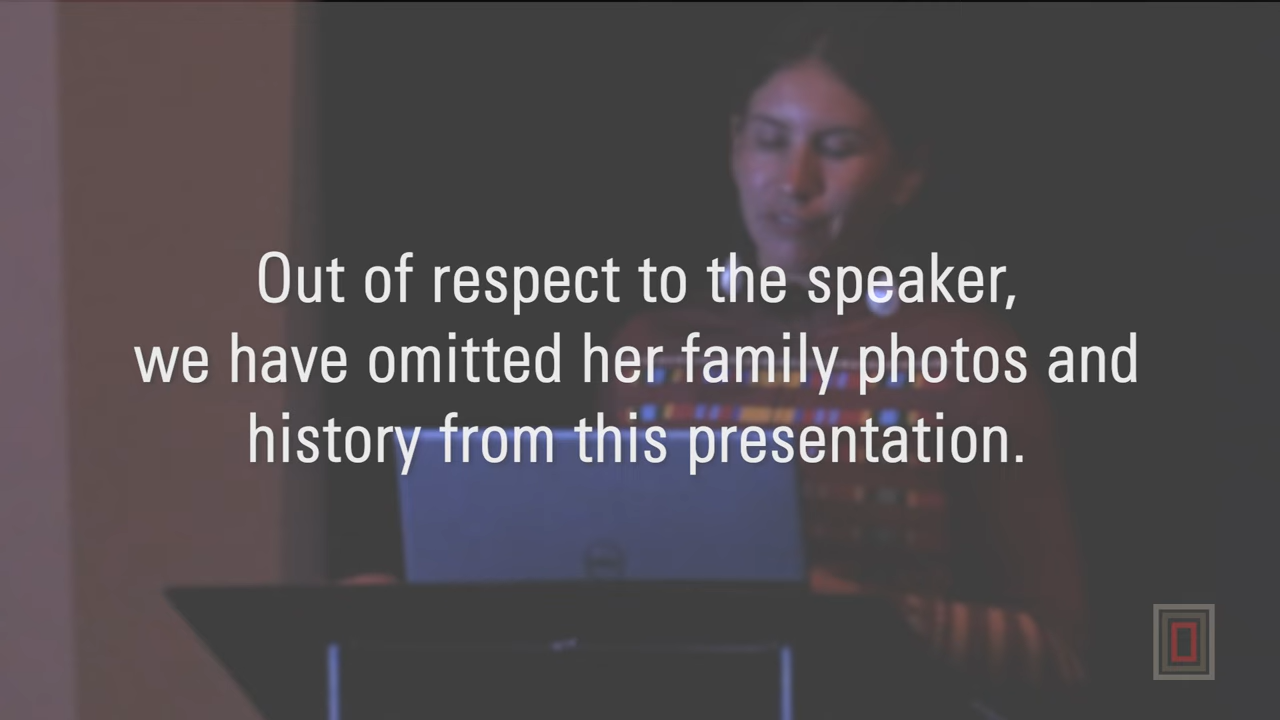 Out of respect to the speaker,
we have omitted her family photos and
history from this presentation.